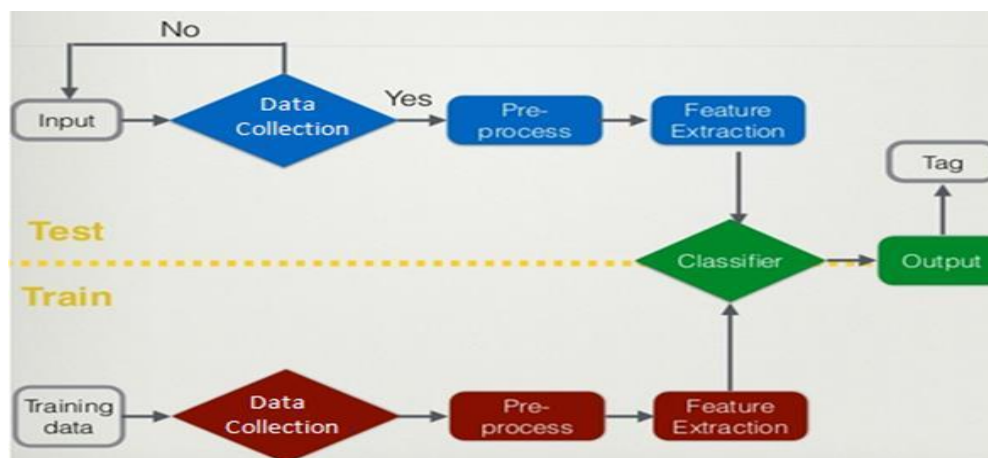 No
Input
Data
Collection
Yes
Pre-
process
Feature
Extraction
Tag
Test
Classifier
Output
Train
Training
data
Data
Collection
Pre-
process
Feature
Extraction